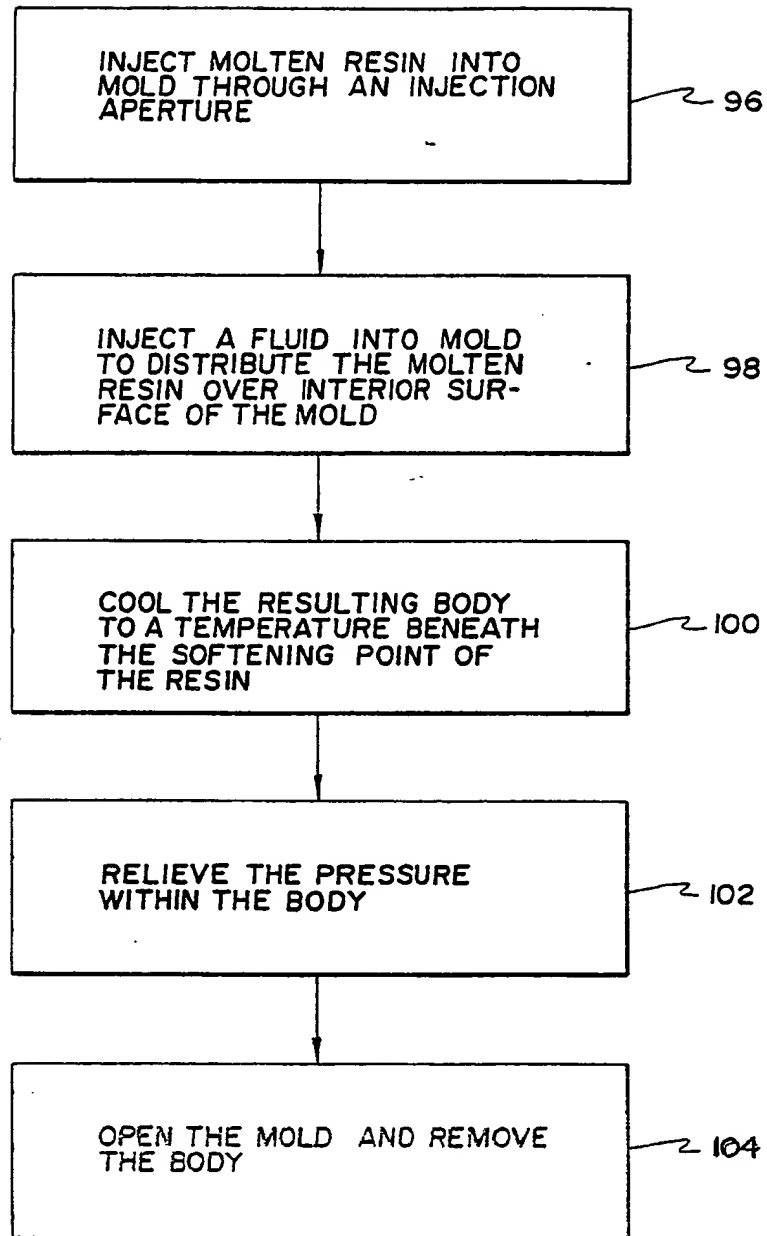 INJECT MOLTEN RESIN INTO
MOLD THROUGH AN INJECTION
APERTURE
96
INJECT A FLUID INTO MOLD
TO DISTRIBUTE THE MOLTEN
RESIN OVER INTERIOR SUR-
FACE OF THE MOLD
98
COOL THE RESULTING BODY
TO A TEMPERATURE BENEATH
THE SOFTENING POINT OF
THE RESIN
100
RELIEVE THE PRESSURE
WITHIN THE BODY
102
OPEN THE MOLD AND REMOVE
THE BODY
104